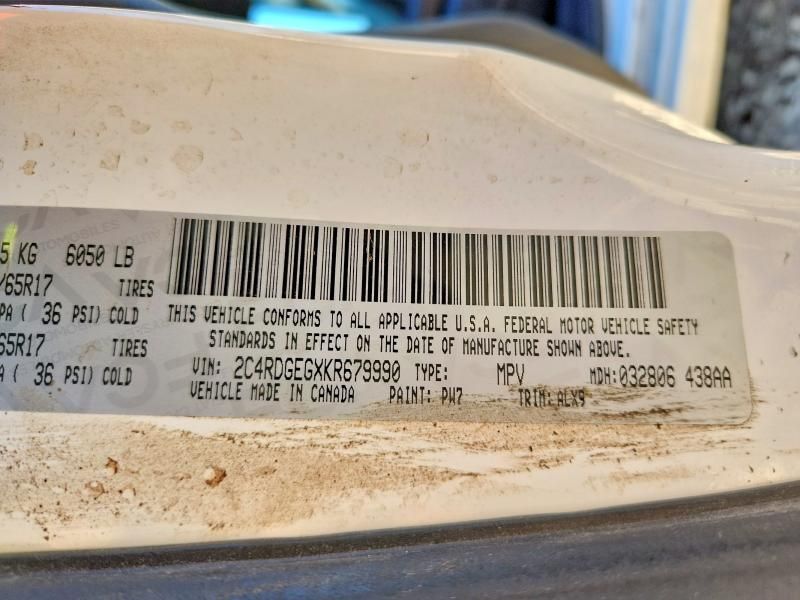 5 KG 6050 LB
/65R17 TIRES
PA ( 36 PSI) COLD
65R17 TIRES
A ( 36 PSI) COLD
THIS VEHICLE CONFORMS TO ALL APPLICABLE U.S.A. FEDERAL MOTOR VEHICLE SAFETY
STANDARDS IN EFFECT ON THE DATE OF MANUFACTURE SHOWN ABOVE.
VIN: 2C4RDGEGXKR679990 TYPE: MPV MDH: 032806 438AA
VEHICLE MADE IN CANADA PAINT: PW7 TRIM: ALX9